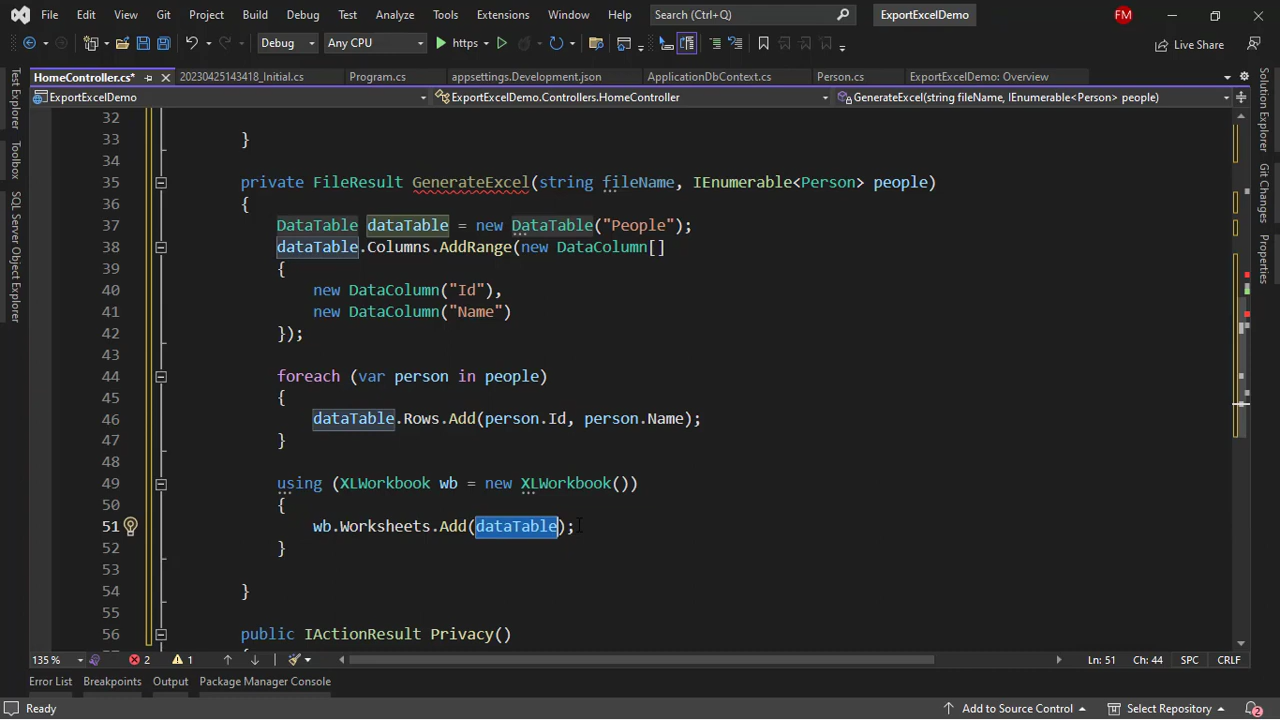 File Edit View Git Project Build Debug Test Analyze Tools Extensions Window Help Search (Ctrl+Q) ExportExcelDemo FM
Debug Any CPU https Live Share
HomeController.cs* 20230425143418_Initial.cs Program.cs appsettings.Development.json ApplicationDbContext.cs Person.cs ExportExcelDemo: Overview
ExportExcelDemo ExportExcelDemo.Controllers.HomeController GenerateExcel(string fileName, IEnumerable<Person> people)
Test Explorer
Toolbox
SQL Server Object Explorer
32
33 }
34
35 private FileResult GenerateExcel(string fileName, IEnumerable<Person> people)
36 {
37 DataTable dataTable = new DataTable("People");
38 dataTable.Columns.AddRange(new DataColumn[]
39 {
40 new DataColumn("Id"),
41 new DataColumn("Name")
42 });
43
44 foreach (var person in people)
45 {
46 dataTable.Rows.Add(person.Id, person.Name);
47 }
48
49 using (XLWorkbook wb = new XLWorkbook())
50 {
51 wb.Worksheets.Add(dataTable);
52 }
53
54 }
55
56 public IActionResult Privacy()
Solution Explorer
Git Changes
Properties
135 % 2 1 Ln: 51 Ch: 44 SPC CRLF
Error List Breakpoints Output Package Manager Console
Ready Add to Source Control Select Repository 2